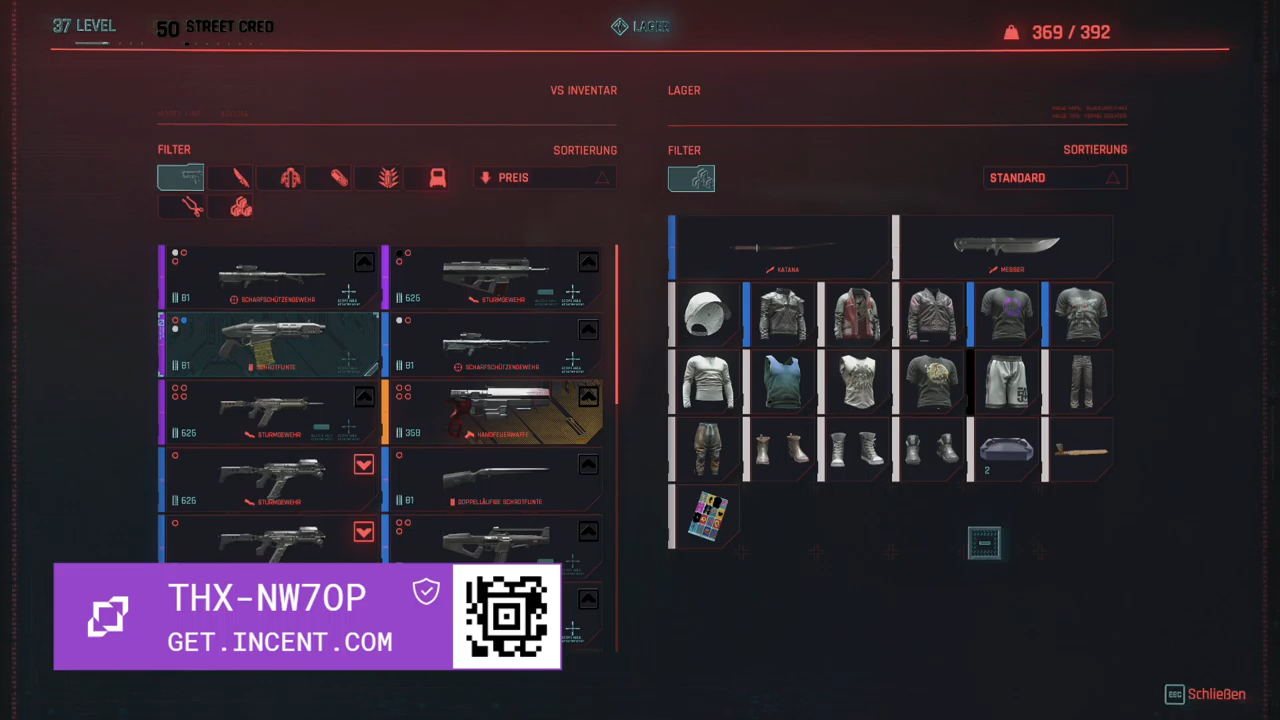 37 LEVEL
50 STREET CRED
LAGER
369 / 392
VS INVENTAR
LAGER
FILTER
SORTIERUNG
PREIS
FILTER
SORTIERUNG
STANDARD
81
SCHARFSCHÜTZENGEWEHR
625
STURMGEWEHR
81
SCHROTFLINTE
81
SCHARFSCHÜTZENGEWEHR
625
STURMGEWEHR
358
HANDFEUERWAFFE
625
STURMGEWEHR
81
DOPPELLÄUFIGE SCHROTFLINTE
KATANA
MESSER
2
THX-NW7OP
GET.INCENT.COM
ESC Schließen